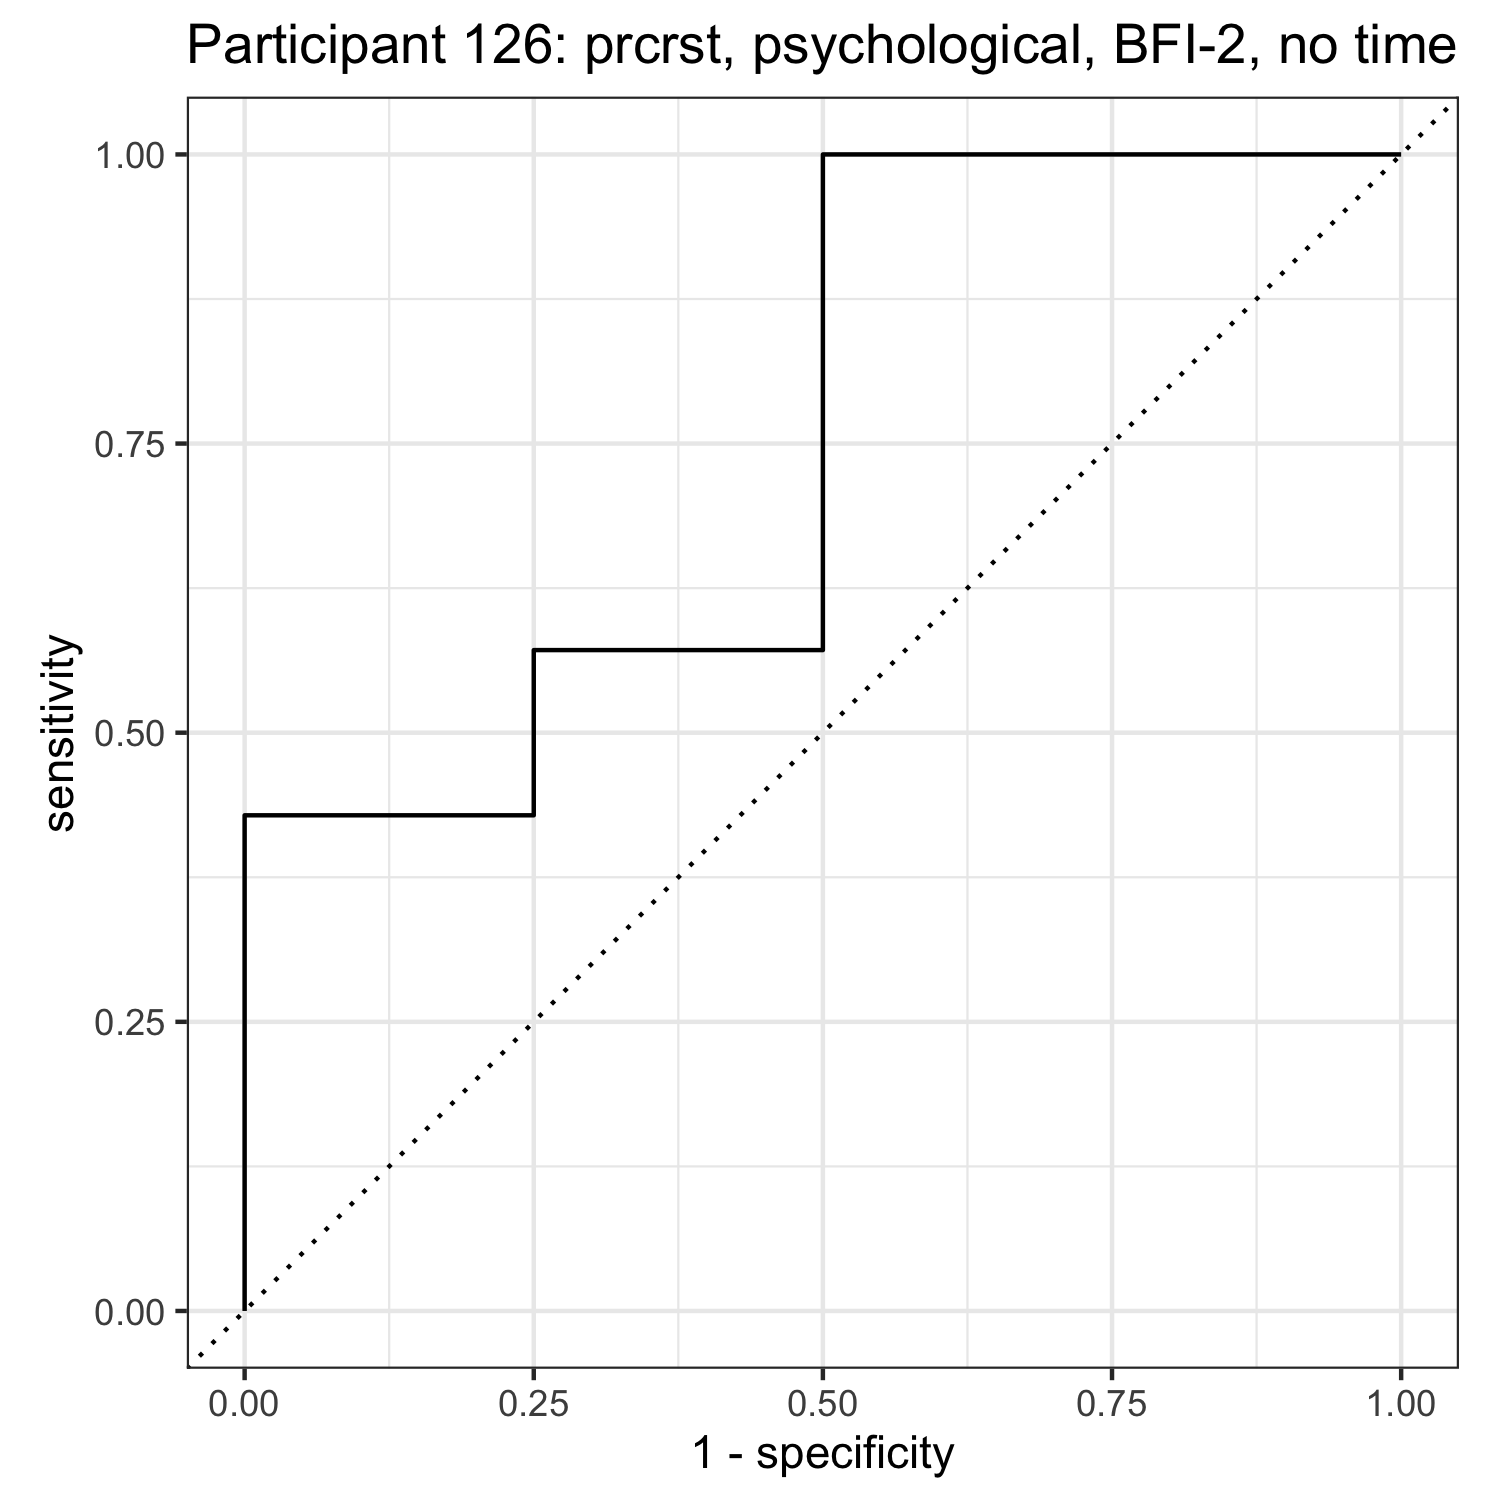 Participant 126: prcrst, psychological, BFI-2, no time
1.00
0.75
0.50
0.25
0.00
sensitivity
0.00 0.25 0.50 0.75 1.00
1 - specificity